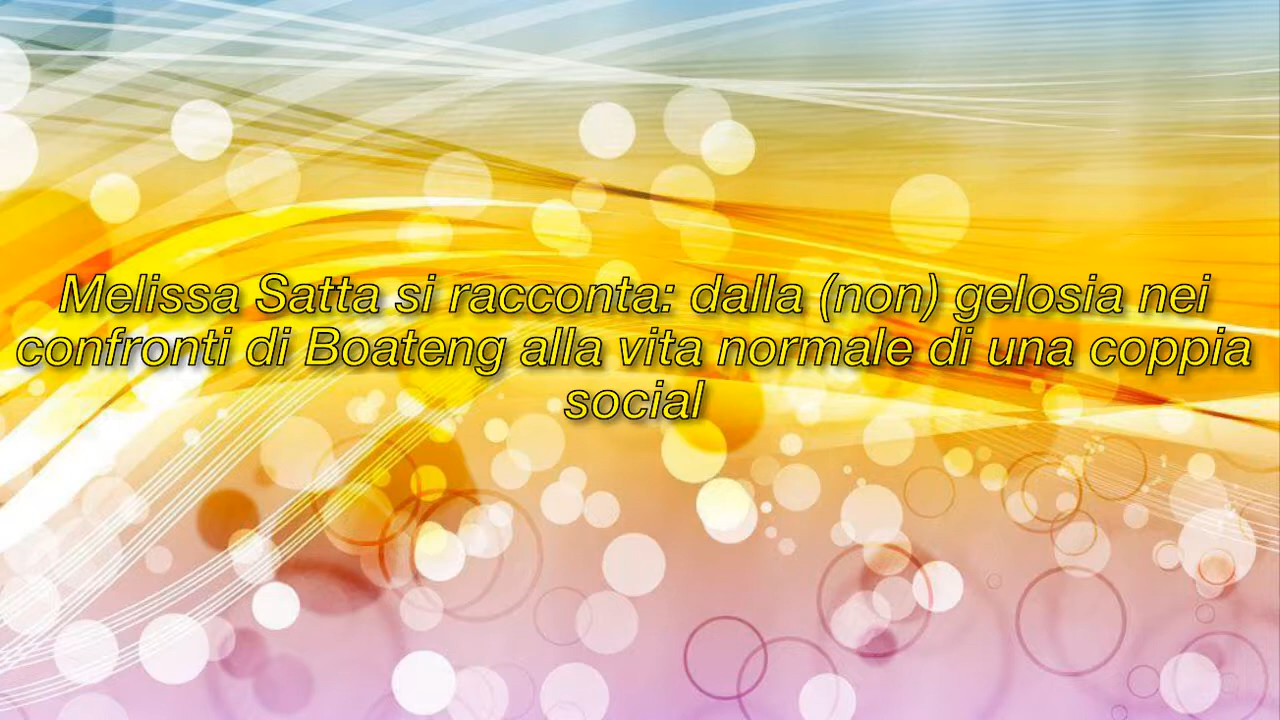 Melissa Satta si racconta: dalla (non) gelosia nei
confronti di Boateng alla vita normale di una coppia
social